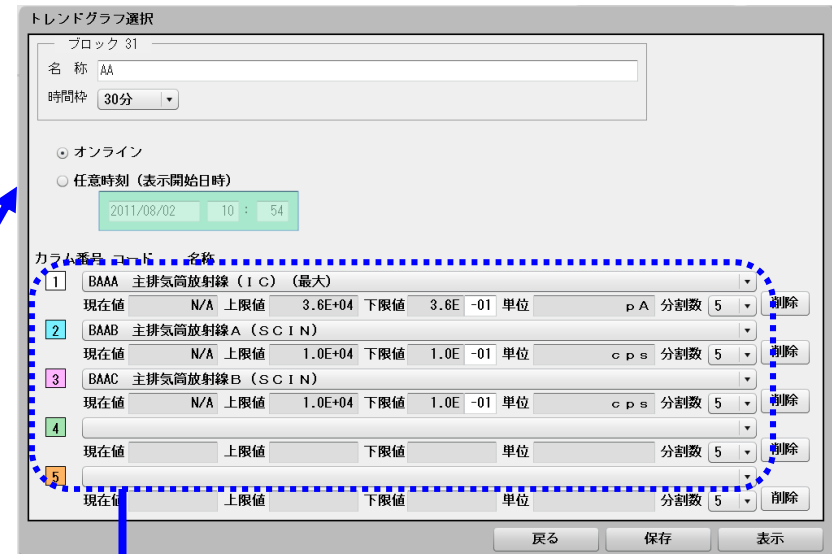 トレンドグラフ選択
ブロック 31
名 称 AA
時間枠 30分
オンライン
任意時刻 (表示開始日時)
2011/08/02 10 : 54
カラム番号 コード 名称
1 BAAA 主排気筒放射線 (IC) (最大)
現在値 N/A 上限値 3.6E+04 下限値 3.6E -01 単位 pA 分割数 5 削除
2 BAAB 主排気筒放射線A (SCIN)
現在値 N/A 上限値 1.0E+04 下限値 1.0E -01 単位 cps 分割数 5 削除
3 BAAC 主排気筒放射線B (SCIN)
現在値 N/A 上限値 1.0E+04 下限値 1.0E -01 単位 cps 分割数 5 削除
4
現在値 上限値 下限値 単位 分割数 5 削除
5
現在値 上限値 下限値 単位 分割数 5 削除
戻る 保存 表示